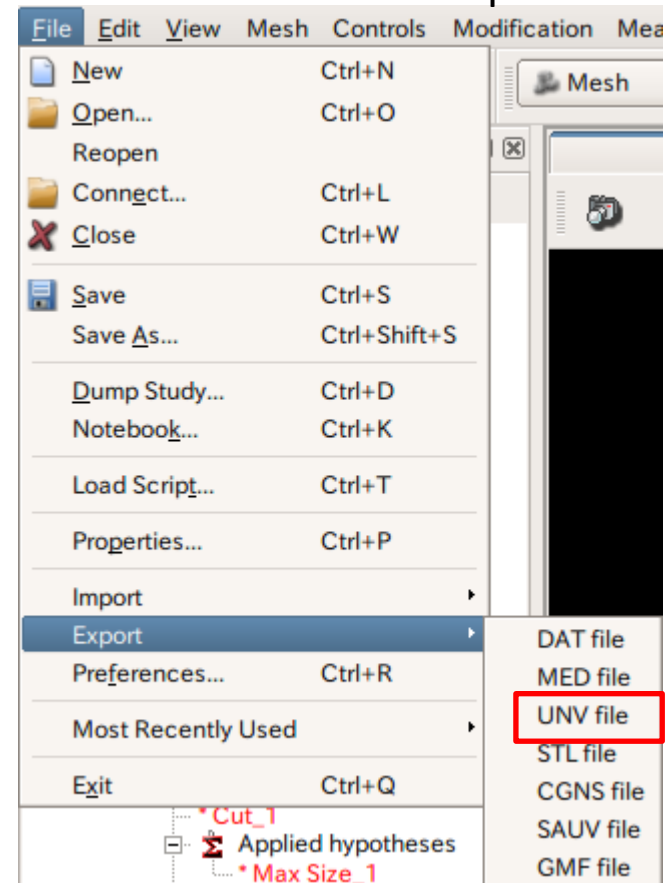 File Edit View Mesh Controls Modification Mea
New Ctrl+N
Mesh
Open... Ctrl+O
Reopen
Connect... Ctrl+L
Close Ctrl+W
Save Ctrl+S
Save As... Ctrl+Shift+S
Dump Study... Ctrl+D
Notebook... Ctrl+K
Load Script... Ctrl+T
Properties... Ctrl+P
Import
Export
Preferences... Ctrl+R
Most Recently Used
Exit Ctrl+Q
DAT file
MED file
UNV file
STL file
CGNS file
SAUV file
GMF file
* Cut_1
Applied hypotheses
* Max Size_1